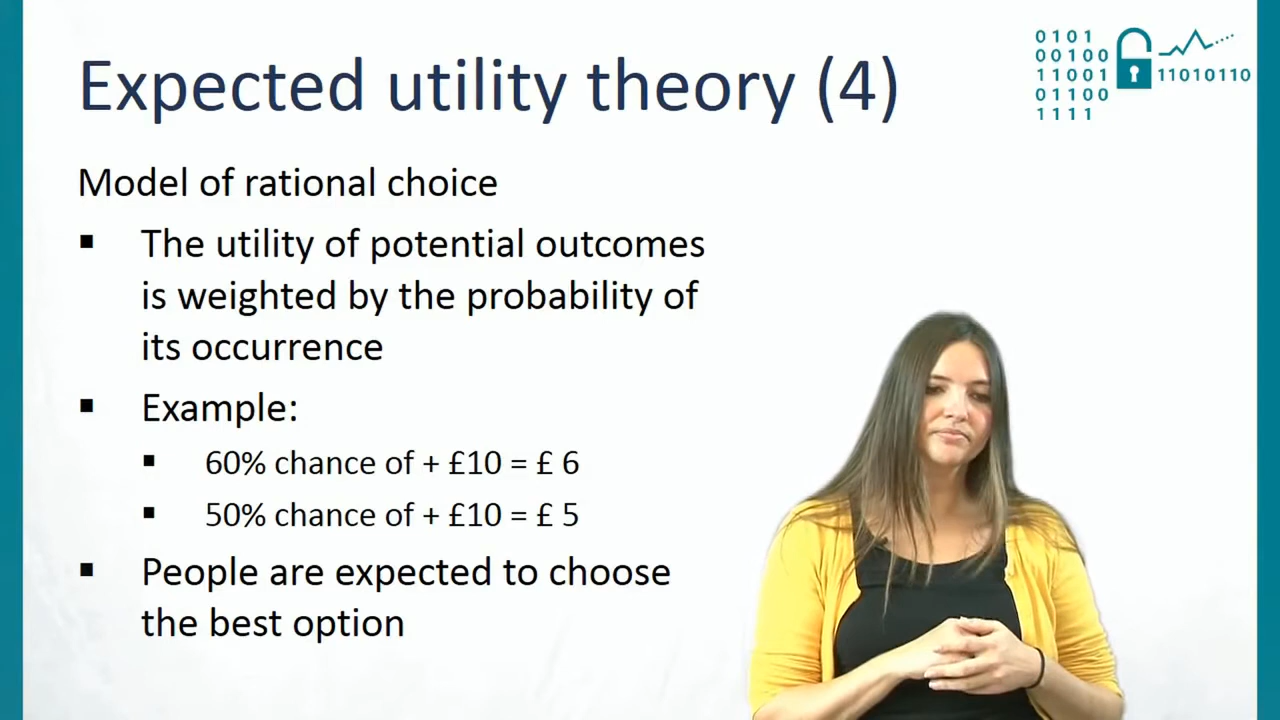 Expected utility theory (4)
0101
00100
11001
01100
1111
11010110
Model of rational choice
▪ The utility of potential outcomes
is weighted by the probability of
its occurrence
▪ Example:
▪ 60% chance of + £10 = £ 6
▪ 50% chance of + £10 = £ 5
▪ People are expected to choose
the best option